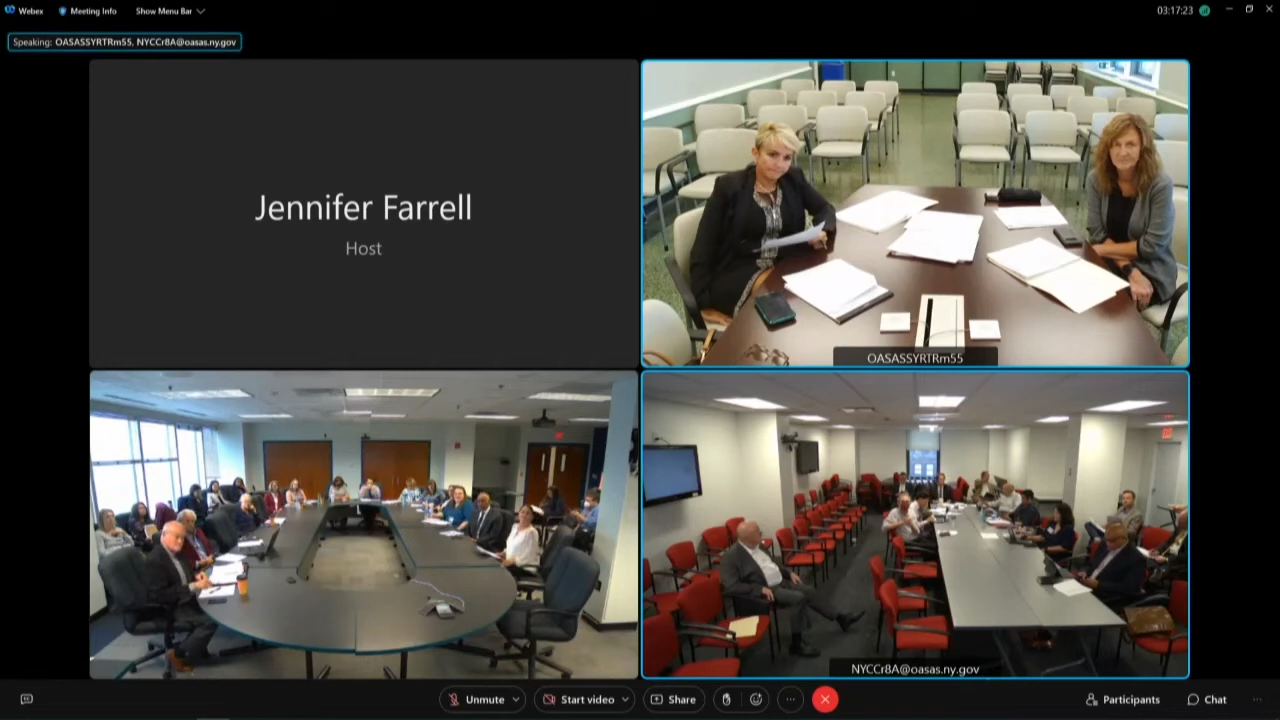 Webex
Meeting Info
Show Menu Bar
03:17:23
Speaking: OASASSYRTRm55, NYCCr8A@oasas.ny.gov
Jennifer Farrell
Host
OASASSYRTRm55
NYCCr8A@oasas.ny.gov
Unmute
Start video
Share
Participants
Chat